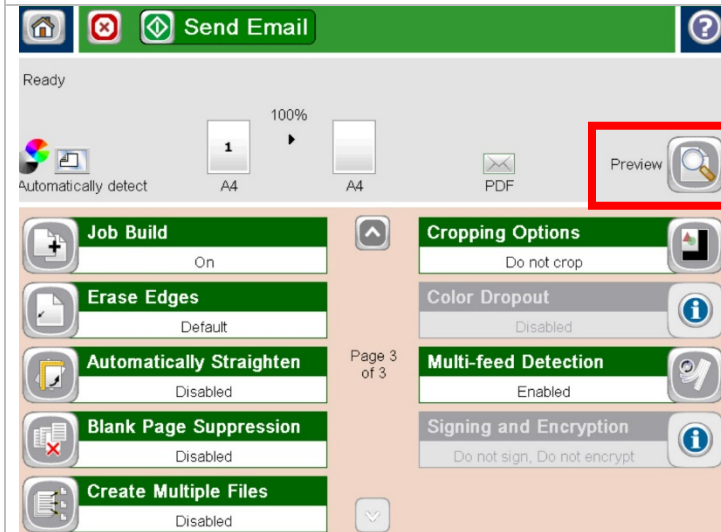 Send Email
?
Ready
100%
1
Preview
Automatically detect
A4
A4
PDF
Job Build
On
Erase Edges
Default
Automatically Straighten
Disabled
Blank Page Suppression
Disabled
Create Multiple Files
Disabled
Page 3
of 3
Cropping Options
Do not crop
Color Dropout
Disabled
Multi-feed Detection
Enabled
Signing and Encryption
Do not sign, Do not encrypt